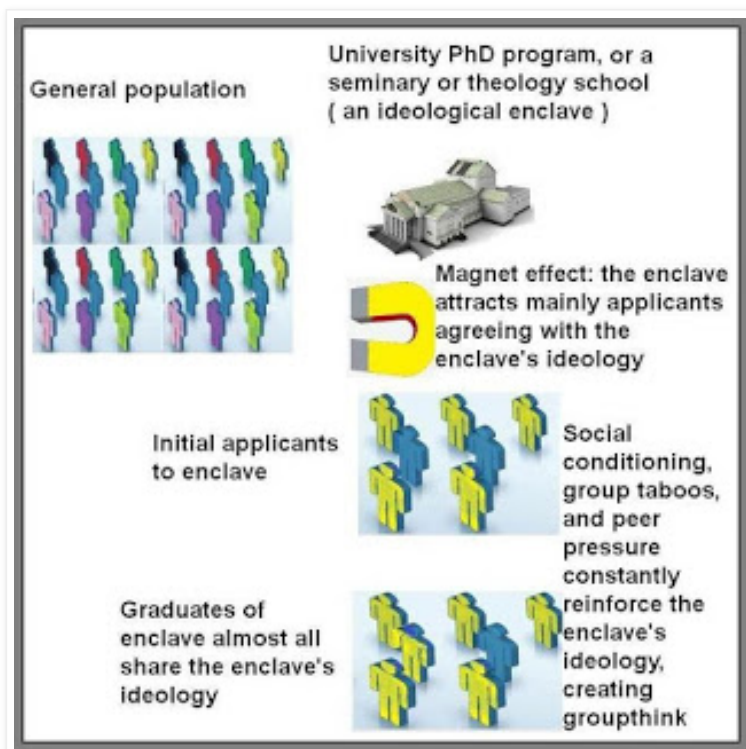 General population
University PhD program, or a
seminary or theology school
( an ideological enclave )
Magnet effect: the enclave
attracts mainly applicants
agreeing with the
enclave's ideology
Initial applicants
to enclave
Social
conditioning,
group taboos,
and peer
pressure
constantly
reinforce the
enclave's
ideology,
creating
groupthink
Graduates of
enclave almost all
share the enclave's
ideology